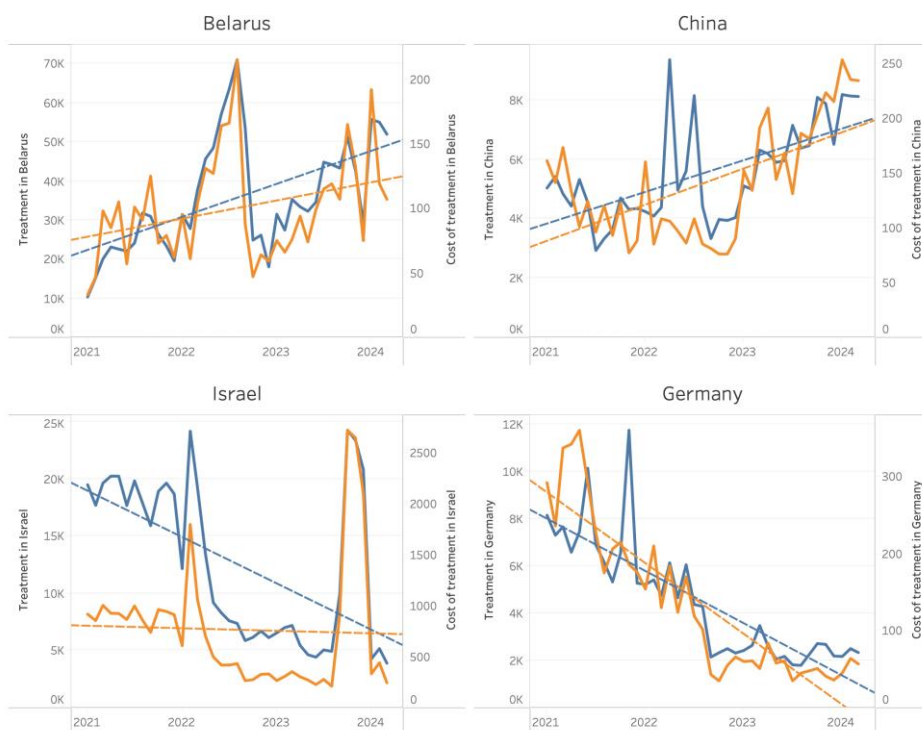 Belarus
China
Treatment in Belarus
70K
60K
50K
40K
30K
20K
10K
0K
200
150
100
50
0
Cost of treatment in Belarus
2021
2022
2023
2024
Treatment in China
8K
6K
4K
2K
0K
250
200
150
100
50
0
Cost of treatment in China
2021
2022
2023
2024
Israel
Germany
Treatment in Israel
25K
20K
15K
10K
5K
0K
2500
2000
1500
1000
500
0
Cost of treatment in Israel
2021
2022
2023
2024
Treatment in Germany
12K
10K
8K
6K
4K
2K
0K
300
200
100
0
Cost of treatment in Germany
2021
2022
2023
2024